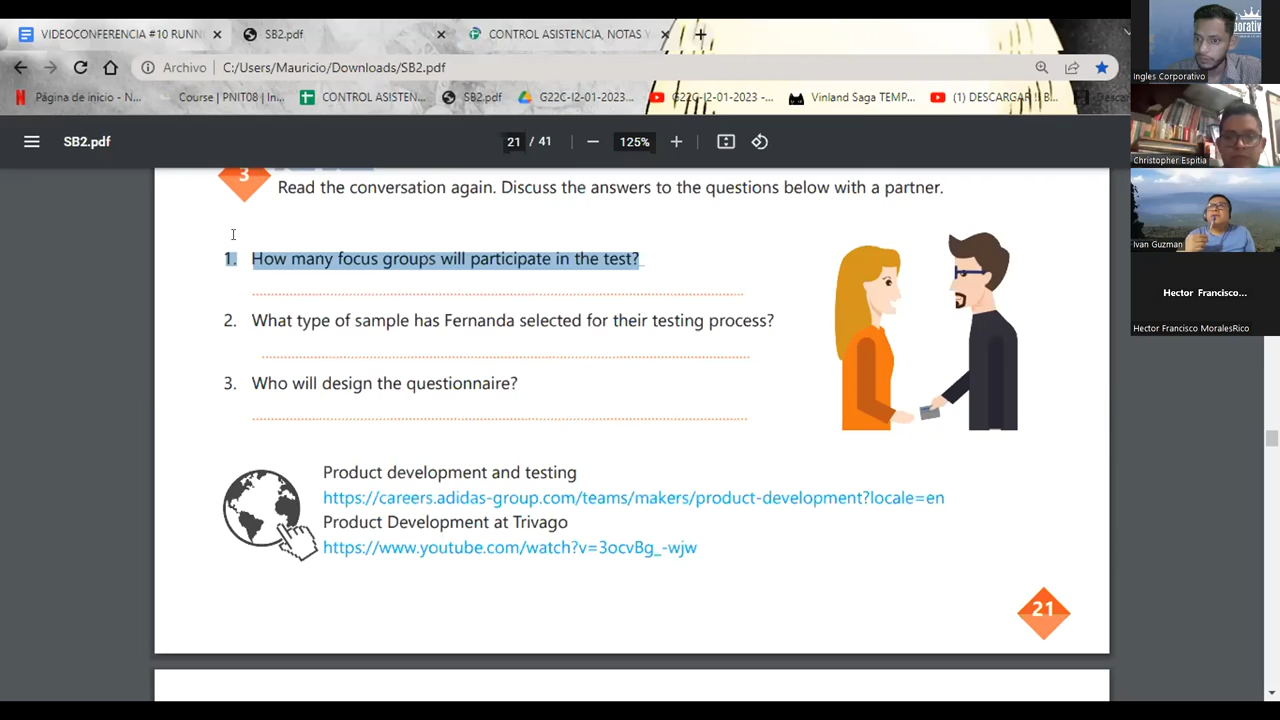 VIDEOCONFERENCIA #10 RUNN
SB2.pdf
CONTROL ASISTENCIA, NOTAS Y
Archivo
C:/Users/Mauricio/Downloads/SB2.pdf
Página de inicio - N...
Course | PNIT08 | In...
CONTROL ASISTEN...
SB2.pdf
G22C-I2-01-2023...
G22C-I2-01-2023 -...
Vinland Saga TEMP...
(1) DESCARGAR !! B...
SB2.pdf
21 / 41
125%
3
Read the conversation again. Discuss the answers to the questions below with a partner.
1. How many focus groups will participate in the test?
2. What type of sample has Fernanda selected for their testing process?
3. Who will design the questionnaire?
Product development and testing
https://careers.adidas-group.com/teams/makers/product-development?locale=en
Product Development at Trivago
https://www.youtube.com/watch?v=3ocvBg_-wjw
21
Ingles Corporativo
Christopher Espitia
Ivan Guzman
Hector Francisco...
Hector Francisco MoralesRico